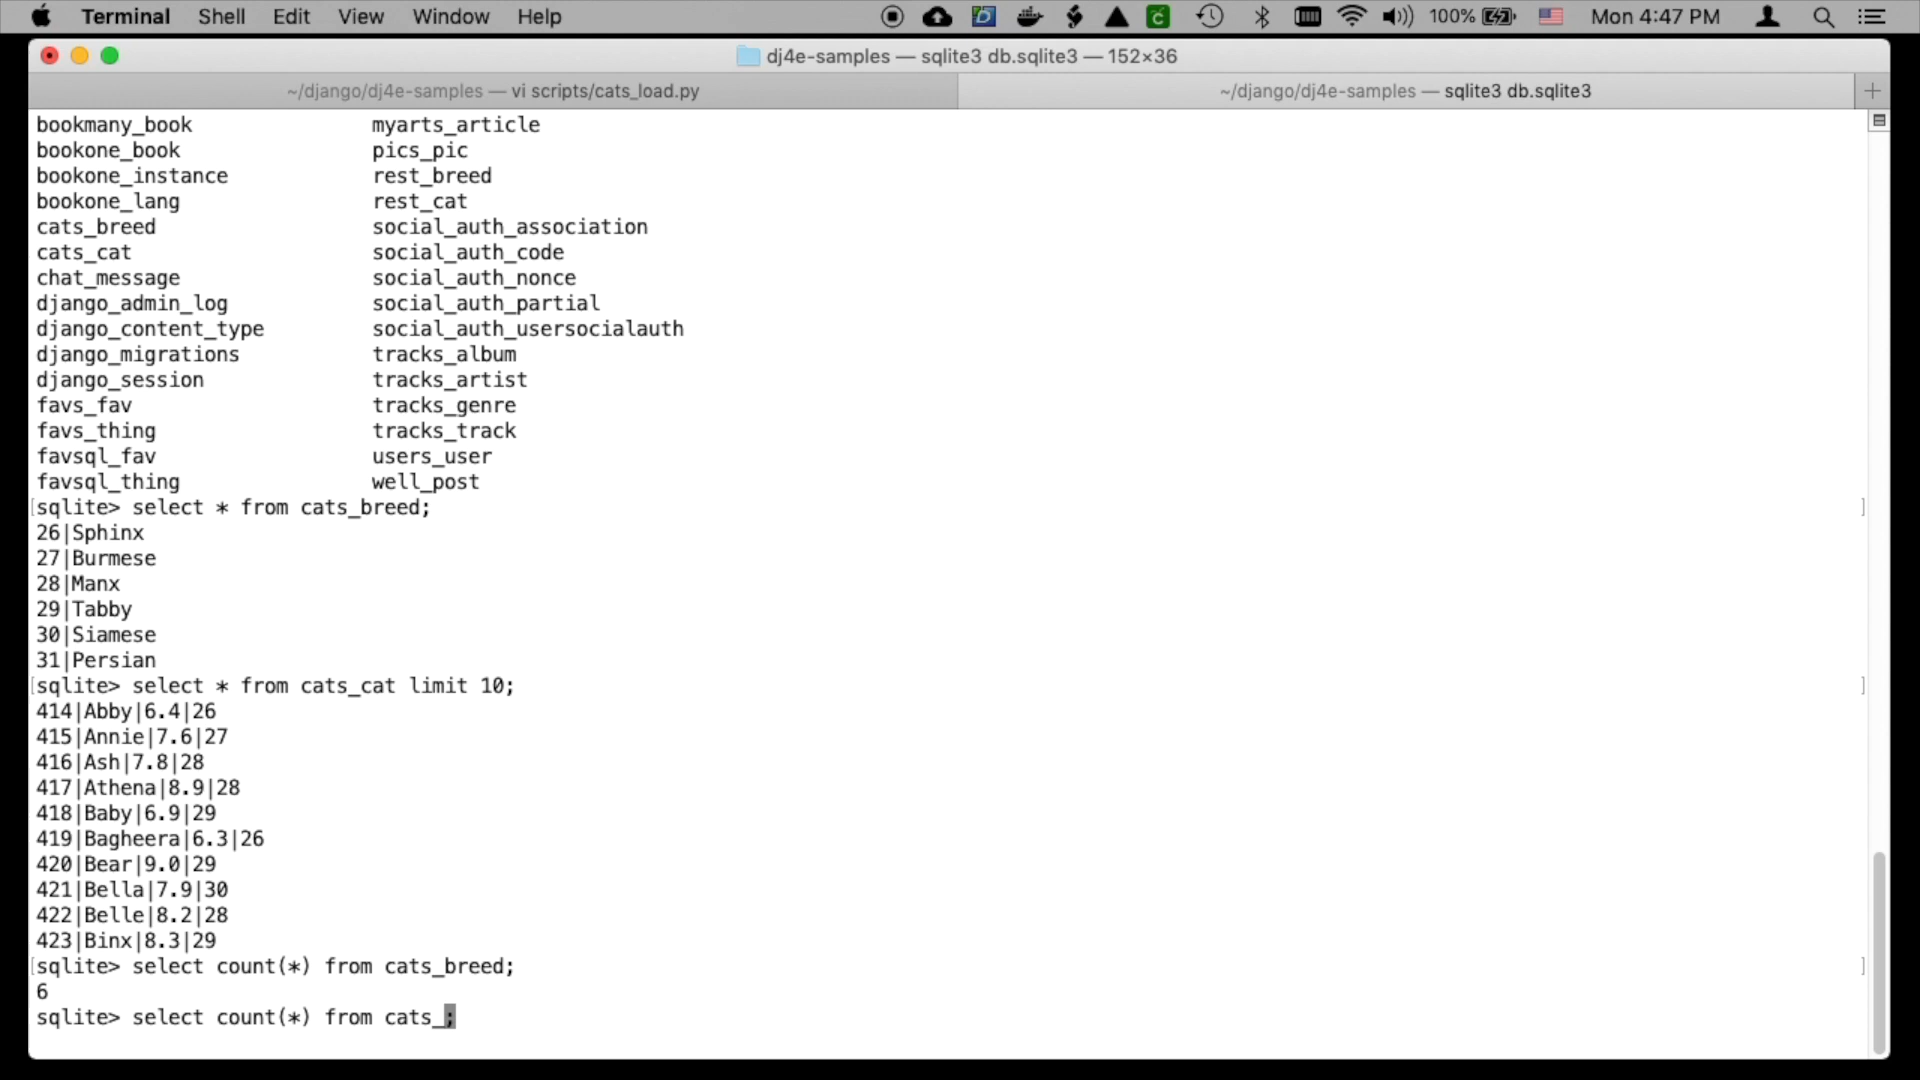 Terminal Shell Edit View Window Help 100% Mon 4:47 PM
dj4e-samples — sqlite3 db.sqlite3 — 152×36
~/django/dj4e-samples — vi scripts/cats_load.py ~/django/dj4e-samples — sqlite3 db.sqlite3 +
bookmany_book myarts_article
bookone_book pics_pic
bookone_instance rest_breed
bookone_lang rest_cat
cats_breed social_auth_association
cats_cat social_auth_code
chat_message social_auth_nonce
django_admin_log social_auth_partial
django_content_type social_auth_usersocialauth
django_migrations tracks_album
django_session tracks_artist
favs_fav tracks_genre
favs_thing tracks_track
favsql_fav users_user
favsql_thing well_post
[sqlite> select * from cats_breed; ]
26|Sphinx
27|Burmese
28|Manx
29|Tabby
30|Siamese
31|Persian
[sqlite> select * from cats_cat limit 10; ]
414|Abby|6.4|26
415|Annie|7.6|27
416|Ash|7.8|28
417|Athena|8.9|28
418|Baby|6.9|29
419|Bagheera|6.3|26
420|Bear|9.0|29
421|Bella|7.9|30
422|Belle|8.2|28
423|Binx|8.3|29
[sqlite> select count(*) from cats_breed; ]
6
sqlite> select count(*) from cats_;